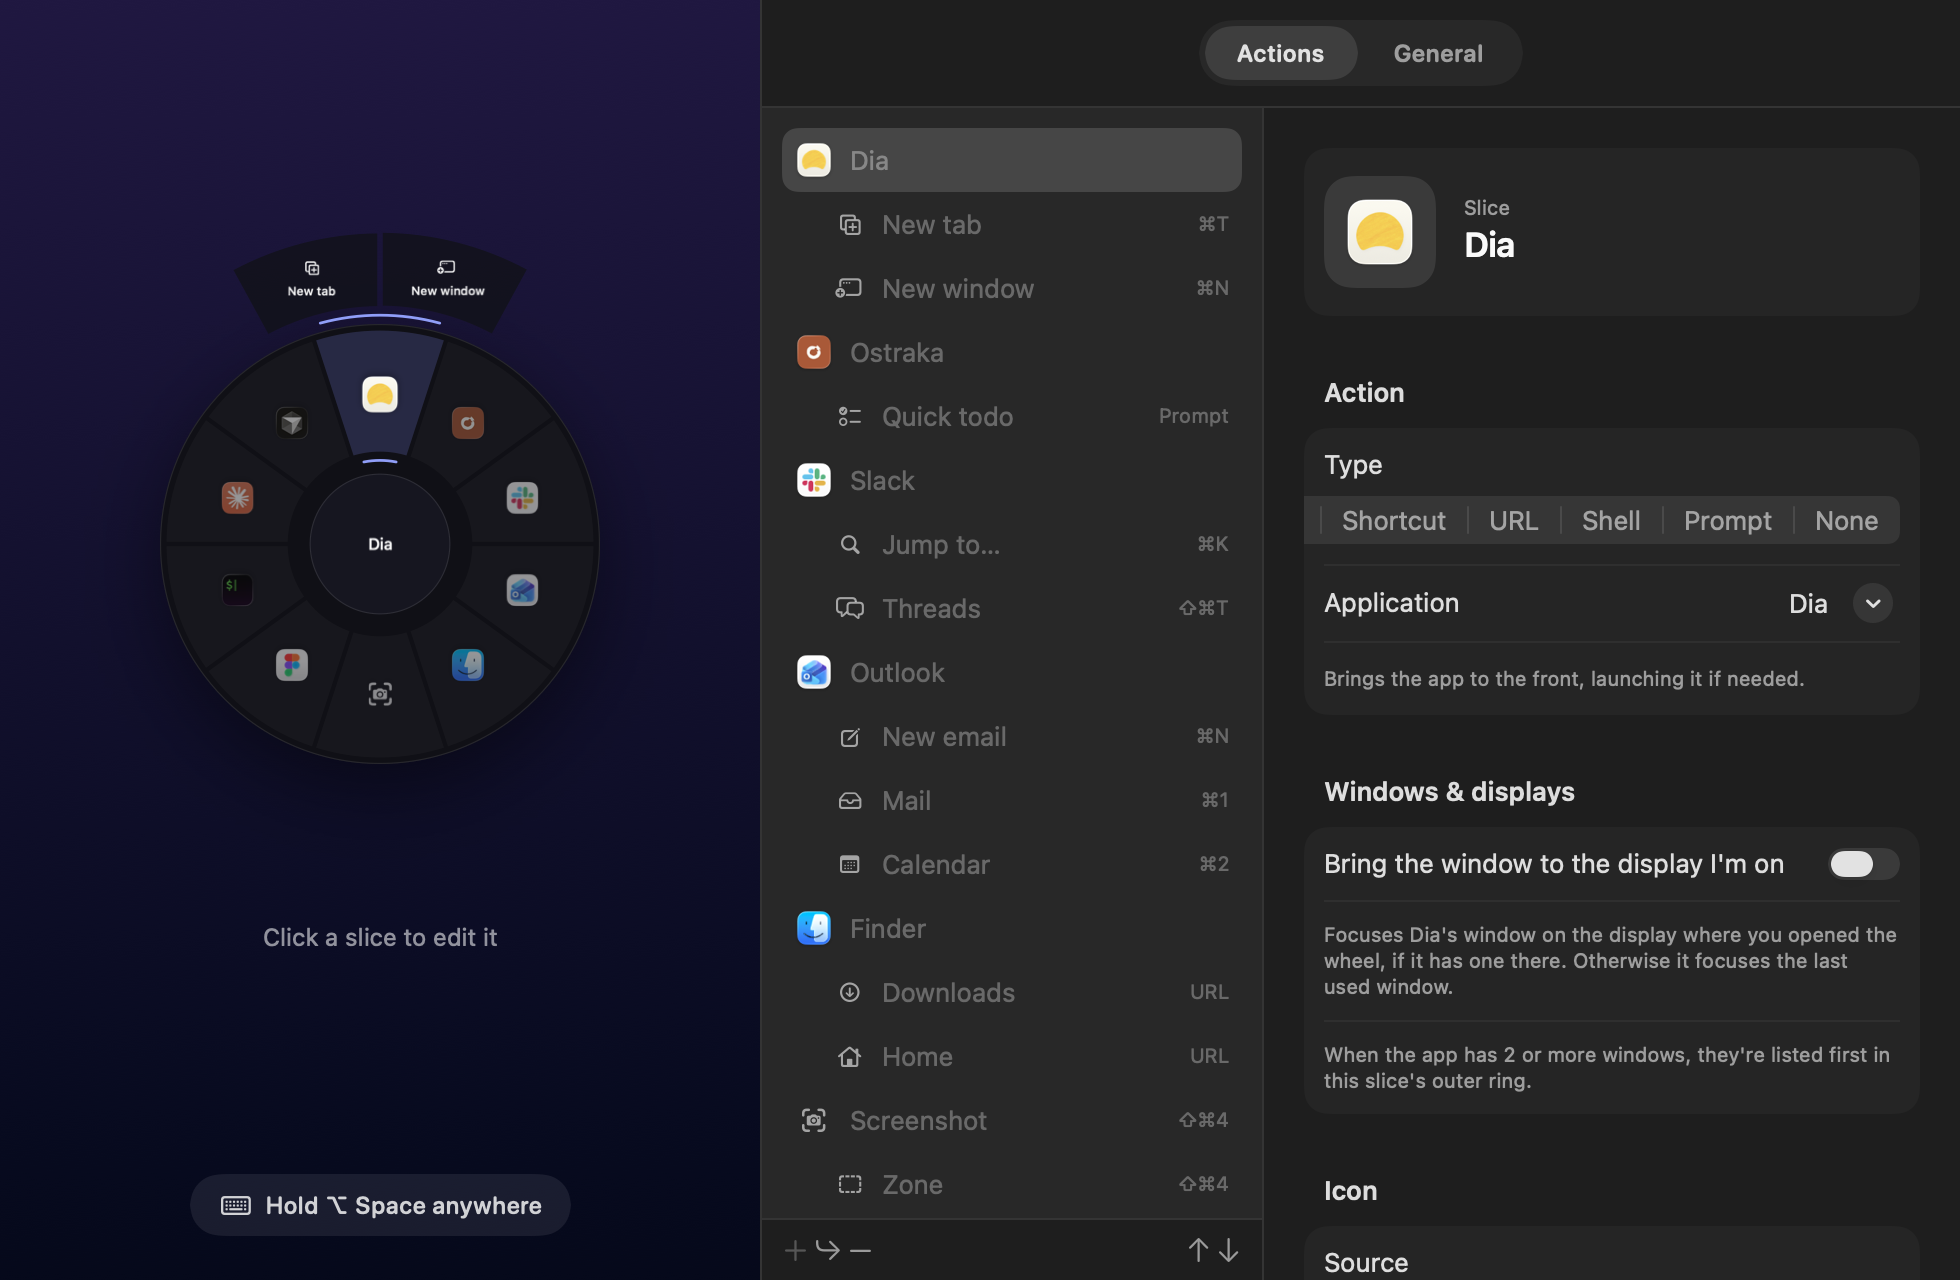 New tab
New window
Dia
$|
Click a slice to edit it
Hold ⌥ Space anywhere
Actions
General
Dia
New tab ⌘T
New window ⌘N
Ostraka
Quick todo Prompt
Slack
Jump to... ⌘K
Threads ⇧⌘T
Outlook
New email ⌘N
Mail ⌘1
Calendar ⌘2
Finder
Downloads URL
Home URL
Screenshot ⇧⌘4
Zone ⇧⌘4
Slice
Dia
Action
Type
Shortcut URL Shell Prompt None
Application Dia
Brings the app to the front, launching it if needed.
Windows & displays
Bring the window to the display I'm on
Focuses Dia's window on the display where you opened the
wheel, if it has one there. Otherwise it focuses the last
used window.
When the app has 2 or more windows, they're listed first in
this slice's outer ring.
Icon
Source